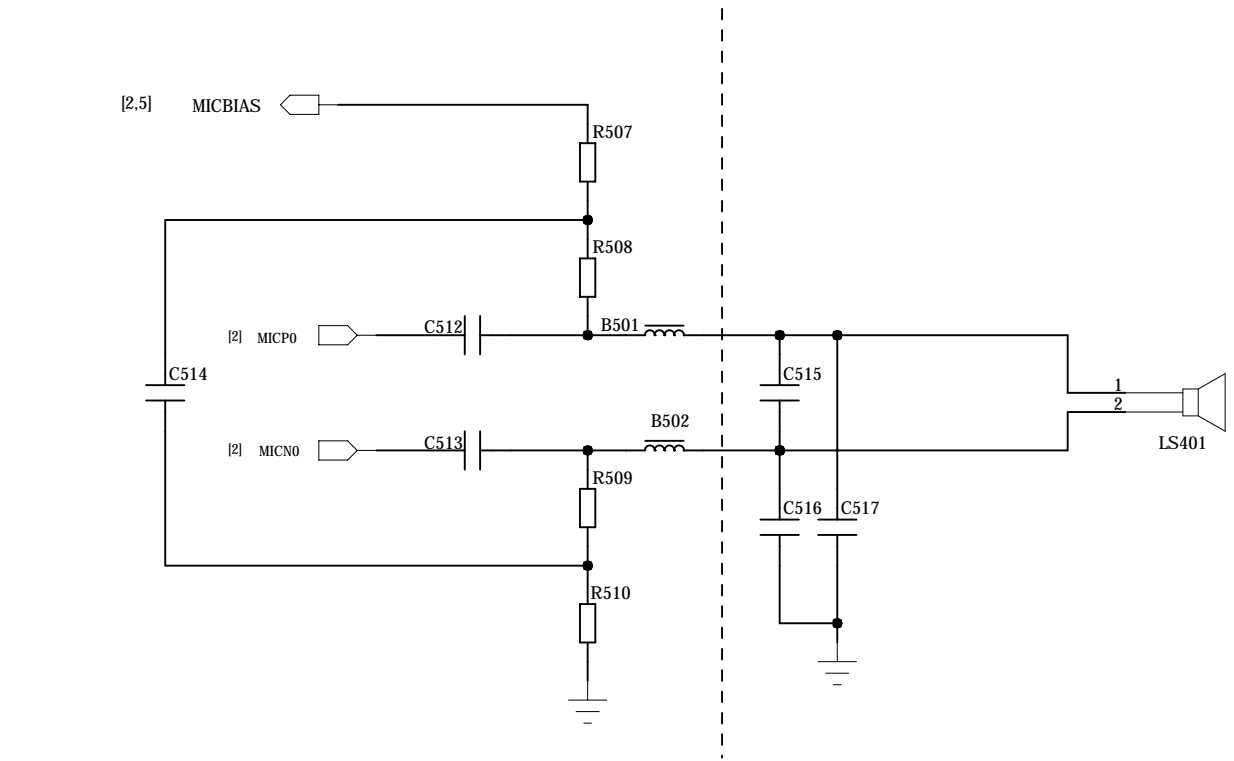 [2,5] MICBIAS
R507
R508
B501
[2] MICP0
C512
C514
C515
1
2
B502
LS401
[2] MICN0
C513
R509
C516
C517
R510